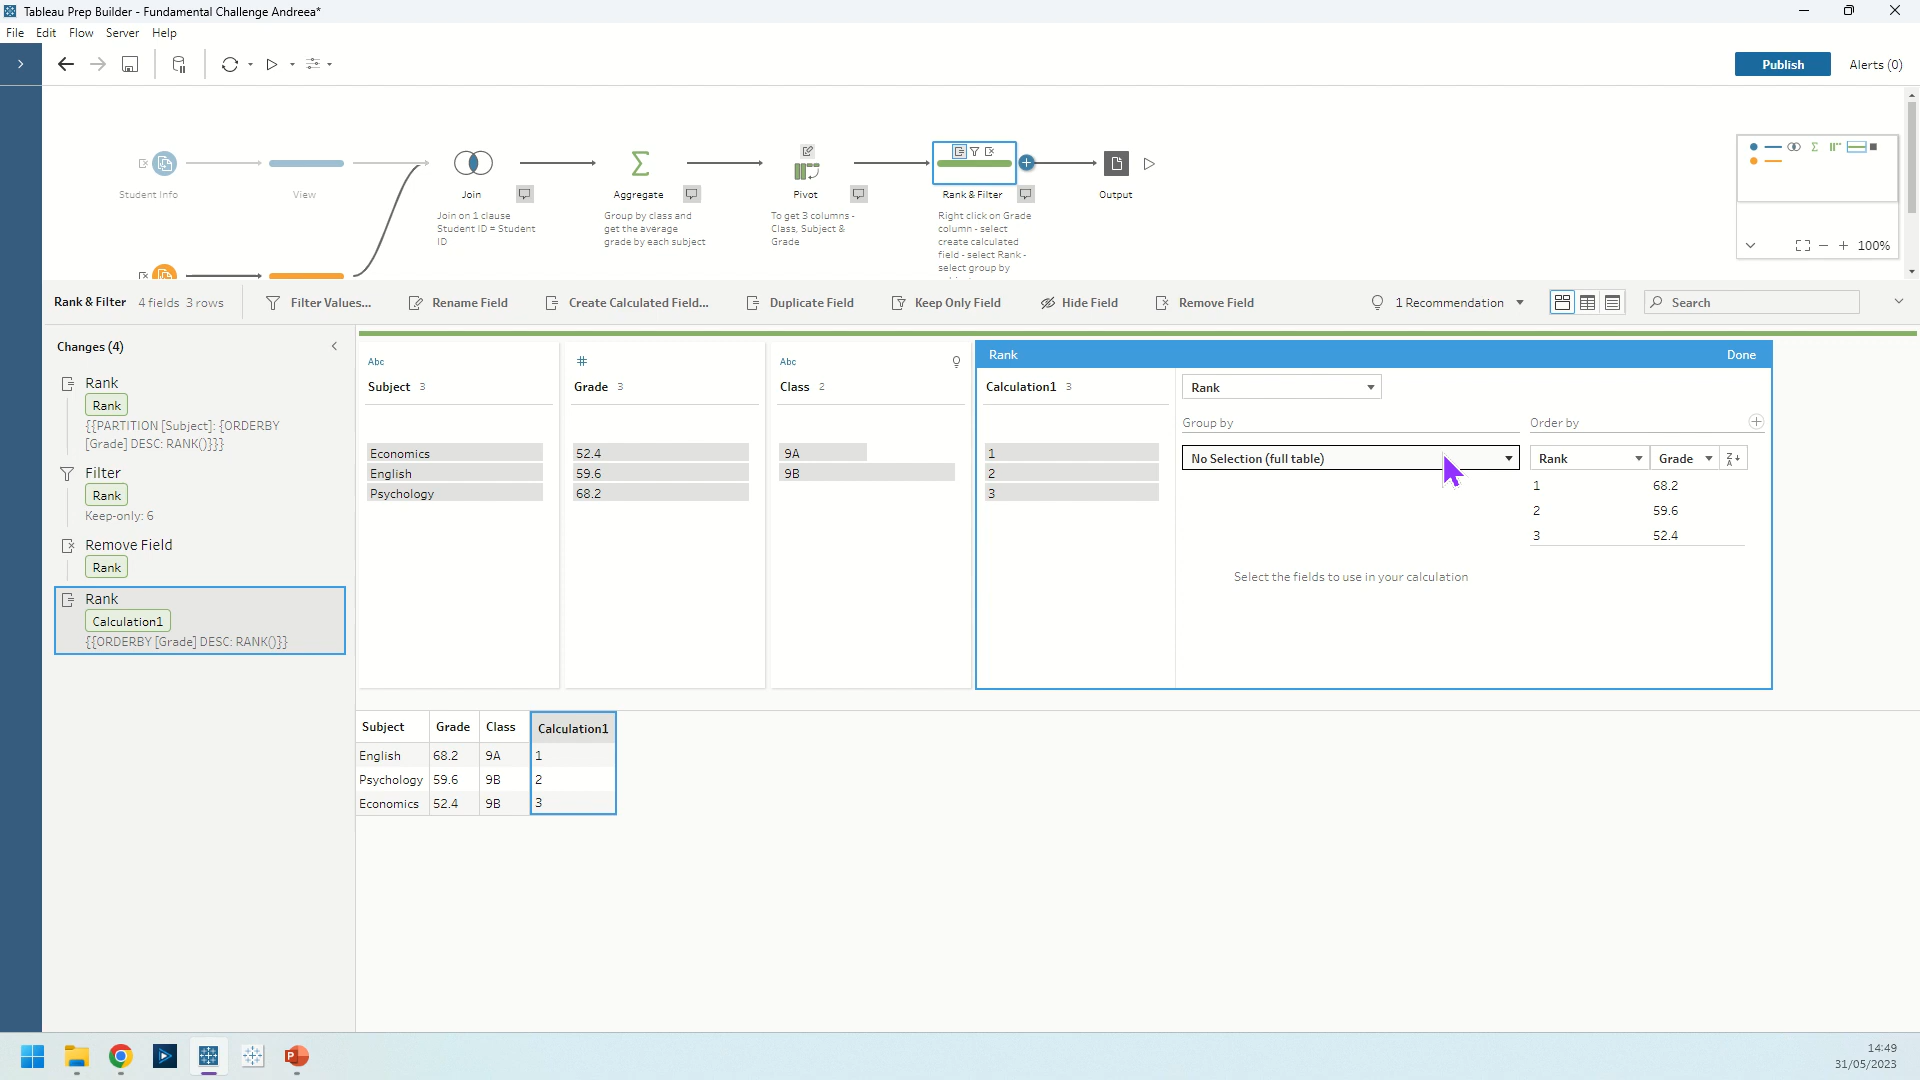 Tableau Prep Builder - Fundamental Challenge Andreea*
File Edit Flow Server Help
Publish Alerts (0)
Student Info
View
Join
Join on 1 clause
Student ID = Student
ID
Aggregate
Group by class and
get the average
grade by each subject
Pivot
To get 3 columns -
Class, Subject &
Grade
Rank & Filter
Right click on Grade
column - select
create calculated
field - select Rank -
select group by
Output
100%
Rank & Filter 4 fields 3 rows Filter Values... Rename Field Create Calculated Field... Duplicate Field Keep Only Field Hide Field Remove Field 1 Recommendation Search
Changes (4)
Rank
Rank
{{PARTITION [Subject]: {ORDERBY
[Grade] DESC: RANK()}}}
Filter
Rank
Keep-only: 6
Remove Field
Rank
Rank
Calculation1
{{ORDERBY [Grade] DESC: RANK()}}
Abc
Subject 3
Economics
English
Psychology
#
Grade 3
52.4
59.6
68.2
Abc
Class 2
9A
9B
Rank Done
Calculation1 3
1
2
3
Rank
Group by
No Selection (full table)
Select the fields to use in your calculation
Order by
Rank Grade
1 68.2
2 59.6
3 52.4
Subject Grade Class Calculation1
English 68.2 9A 1
Psychology 59.6 9B 2
Economics 52.4 9B 3
14:49
31/05/2023